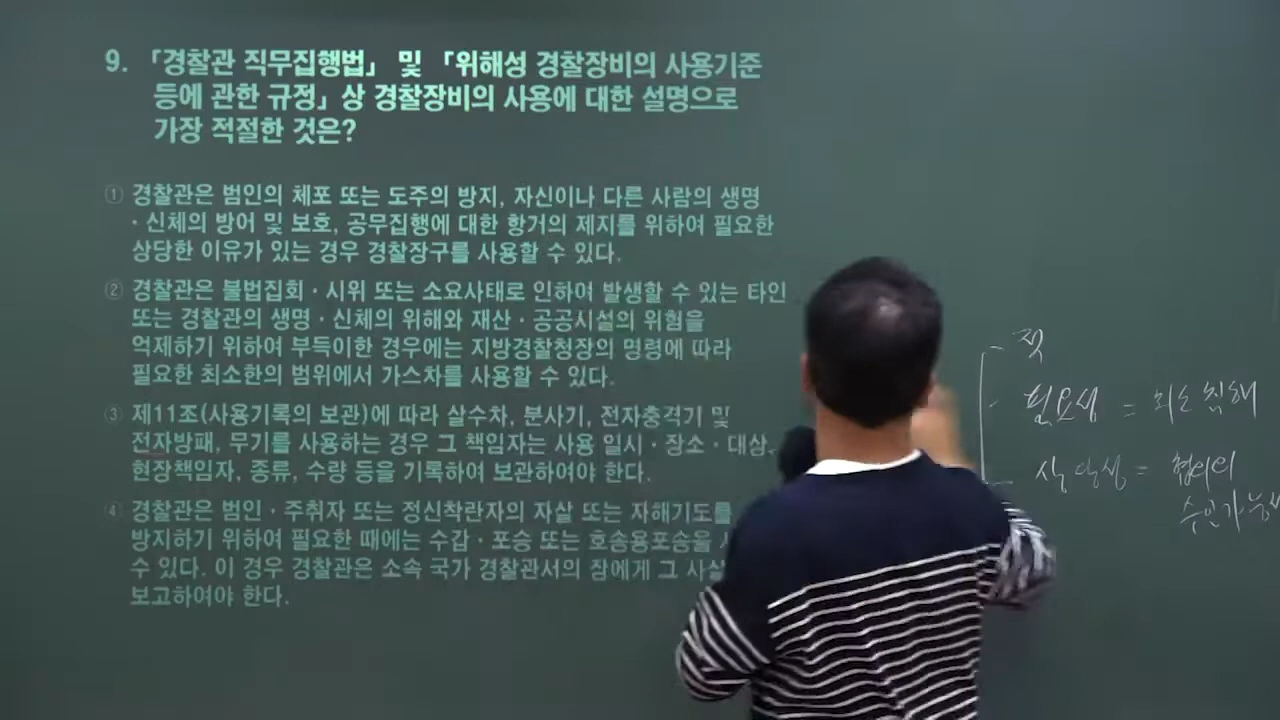 9. 「경찰관 직무집행법」 및 「위해성 경찰장비의 사용기준
등에 관한 규정」상 경찰장비의 사용에 대한 설명으로
가장 적절한 것은?
① 경찰관은 범인의 체포 또는 도주의 방지, 자신이나 다른 사람의 생명
·신체의 방어 및 보호, 공무집행에 대한 항거의 제지를 위하여 필요한
상당한 이유가 있는 경우 경찰장구를 사용할 수 있다.
② 경찰관은 불법집회·시위 또는 소요사태로 인하여 발생할 수 있는 타인
또는 경찰관의 생명·신체의 위해와 재산·공공시설의 위험을
억제하기 위하여 부득이한 경우에는 지방경찰청장의 명령에 따라
필요한 최소한의 범위에서 가스차를 사용할 수 있다.
③ 제11조(사용기록의 보관)에 따라 살수차, 분사기, 전자충격기 및
전자방패, 무기를 사용하는 경우 그 책임자는 사용 일시·장소·대상,
현장책임자, 종류, 수량 등을 기록하여 보관하여야 한다.
④ 경찰관은 범인·주취자 또는 정신착란자의 자살 또는 자해기도를
방지하기 위하여 필요한 때에는 수갑·포승 또는 호송용포승을
수 있다. 이 경우 경찰관은 소속 국가 경찰관서의 장에게 그 사실
보고하여야 한다.
적
필요성 = 최소침해
상당성 = 협의의
수인가능성